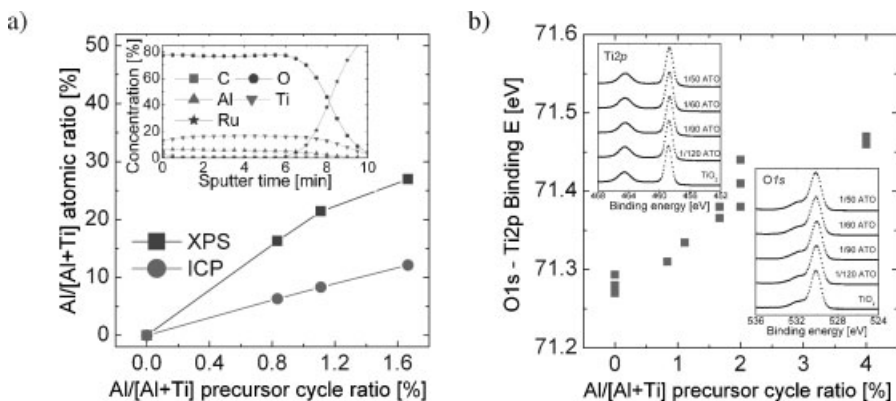 a)
Al/[Al+Ti] atomic ratio [%]
50
40
30
20
10
0
Concentration [%]
80
60
40
20
0
C O
Al Ti
Ru
0 2 4 6 8 10
Sputter time [min]
XPS
ICP
0.0 0.4 0.8 1.2 1.6
Al/[Al+Ti] precursor cycle ratio [%]
b)
O1s - Ti2p Binding E [eV]
71.6
71.5
71.4
71.3
71.2
Ti2p
1/50 ATO
1/60 ATO
1/90 ATO
1/120 ATO
TiO2
468 464 460 456 452
Binding energy [eV]
O1s
1/50 ATO
1/60 ATO
1/90 ATO
1/120 ATO
TiO2
536 532 528 524
Binding energy [eV]
0 1 2 3 4
Al/[Al+Ti] precursor cycle ratio [%]